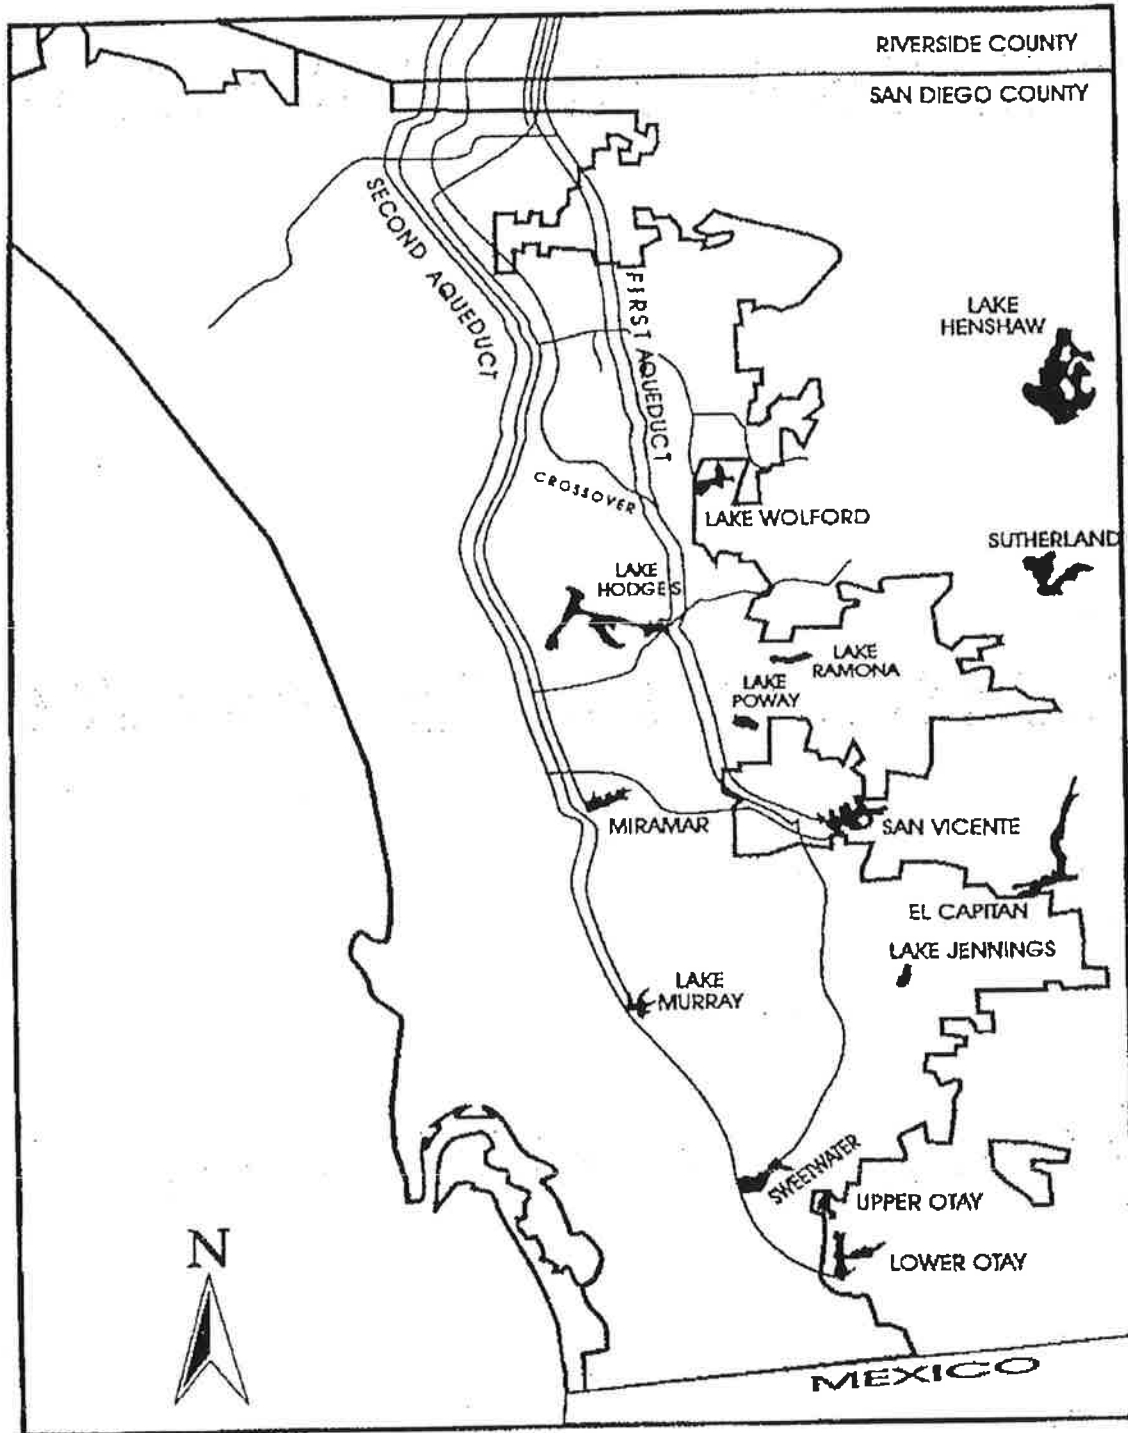 RIVERSIDE COUNTY
SAN DIEGO COUNTY
SECOND AQUEDUCT
FIRST AQUEDUCT
LAKE
HENSHAW
CROSSOVER
LAKE WOLFORD
SUTHERLAND
LAKE
HODGES
LAKE
RAMONA
LAKE
POWAY
MIRAMAR
SAN VICENTE
EL CAPITAN
LAKE JENNINGS
LAKE
MURRAY
SWEETWATER
UPPER OTAY
N
LOWER OTAY
MEXICO